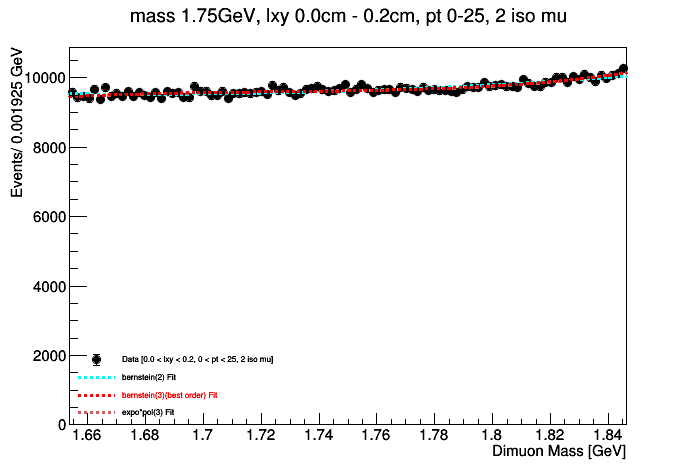 mass 1.75GeV, lxy 0.0cm - 0.2cm, pt 0-25, 2 iso mu
Events/ 0.001925 GeV
10000
8000
6000
4000
2000
0
Data [0.0 < lxy < 0.2, 0 < pt < 25, 2 iso mu]
bernstein(2) Fit
bernstein(3)(best order) Fit
expo*pol(3) Fit
1.66 1.68 1.7 1.72 1.74 1.76 1.78 1.8 1.82 1.84
Dimuon Mass [GeV]